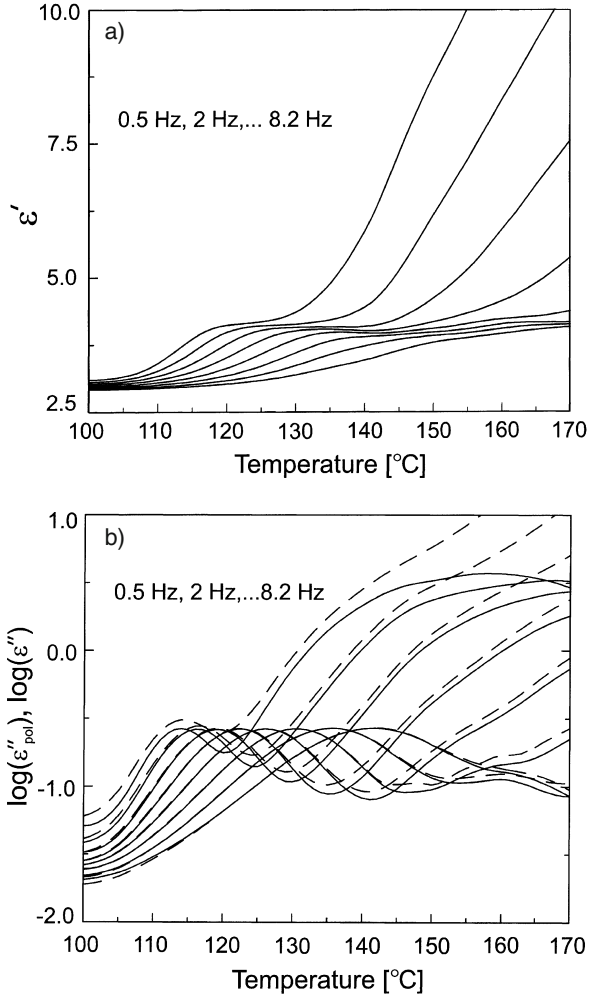 a)
10.0
0.5 Hz, 2 Hz,... 8.2 Hz
7.5
ε′
5.0
2.5
100 110 120 130 140 150 160 170
Temperature [°C]
b)
1.0
0.5 Hz, 2 Hz,...8.2 Hz
0.0
log(ε″pol), log(ε″)
-1.0
-2.0
100 110 120 130 140 150 160 170
Temperature [°C]